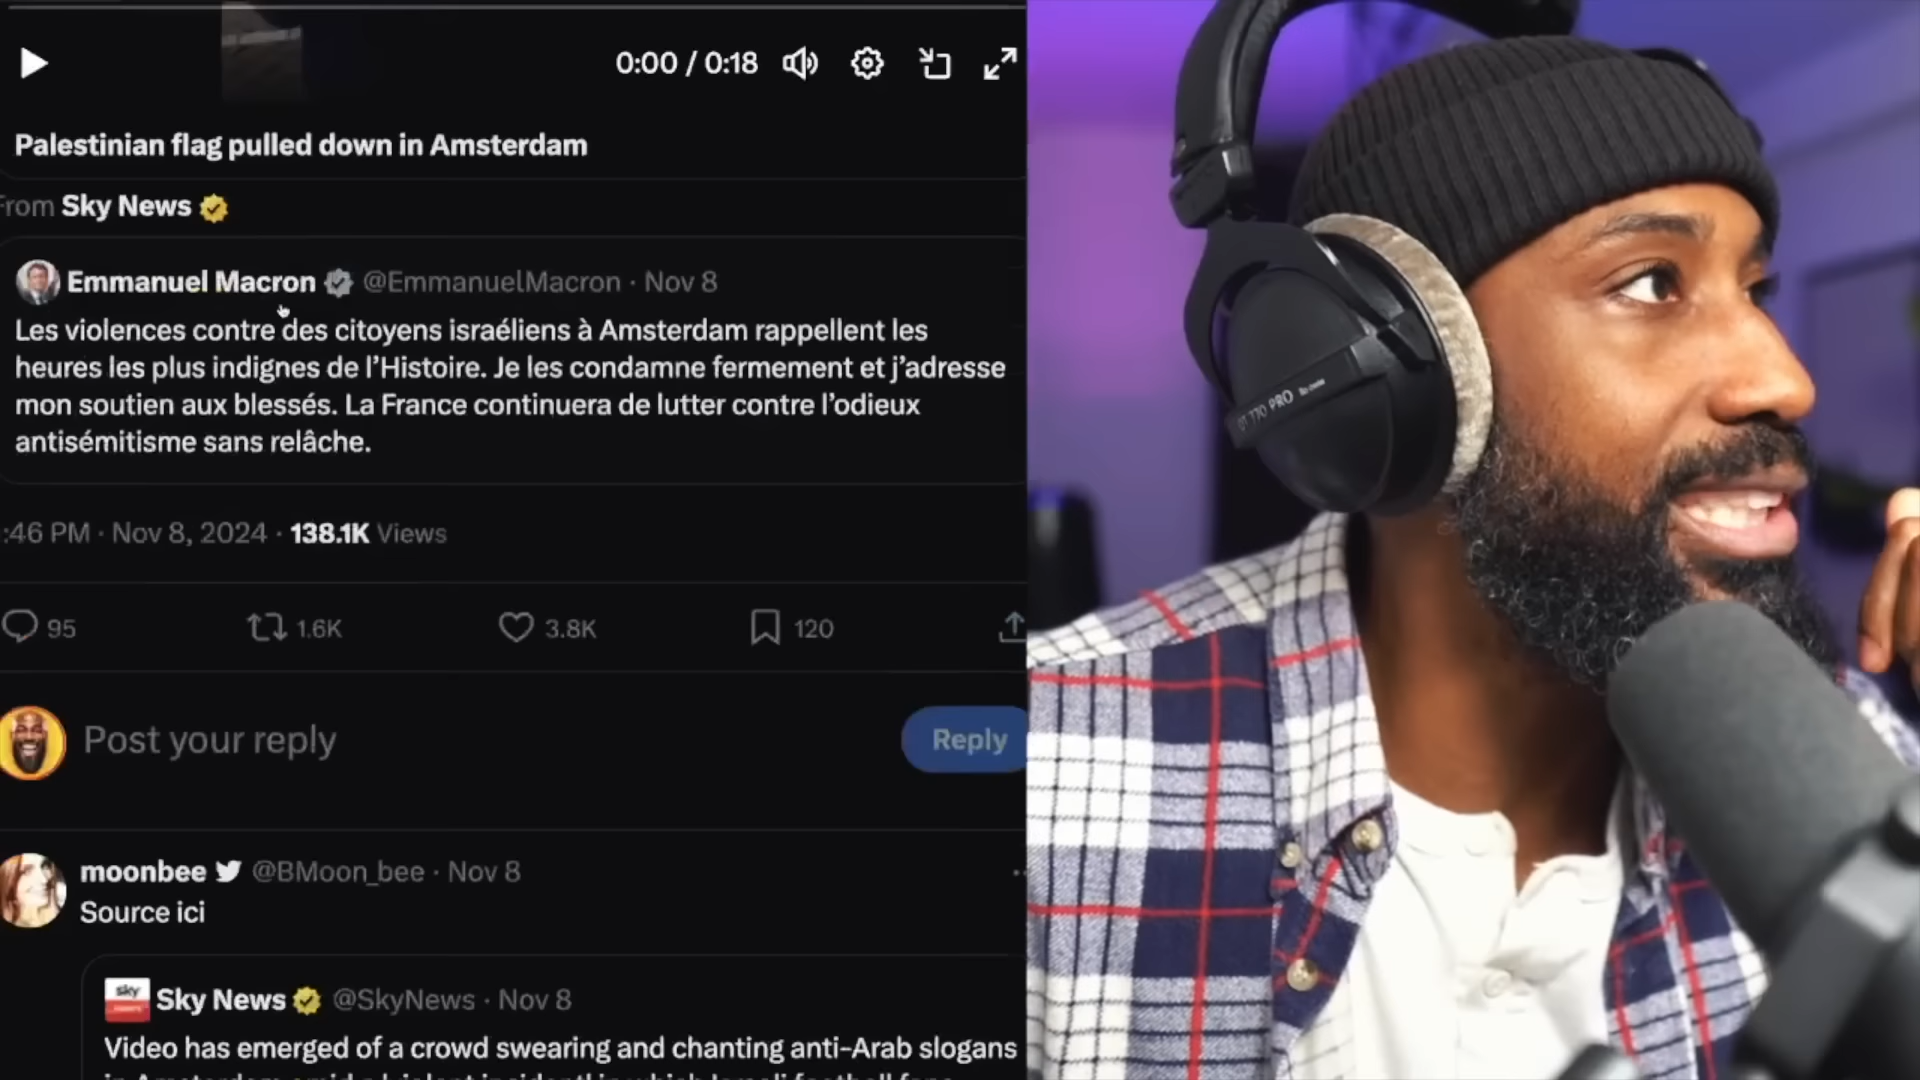 0:00 / 0:18
Palestinian flag pulled down in Amsterdam
From Sky News
Emmanuel Macron @EmmanuelMacron · Nov 8
Les violences contre des citoyens israéliens à Amsterdam rappellent les
heures les plus indignes de l'Histoire. Je les condamne fermement et j'adresse
mon soutien aux blessés. La France continuera de lutter contre l'odieux
antisémitisme sans relâche.
:46 PM · Nov 8, 2024 · 138.1K Views
95 1.6K 3.8K 120
Post your reply
Reply
moonbee @BMoon_bee · Nov 8
Source ici
sky
Sky News @SkyNews · Nov 8
Video has emerged of a crowd swearing and chanting anti-Arab slogans
DT 770 PRO